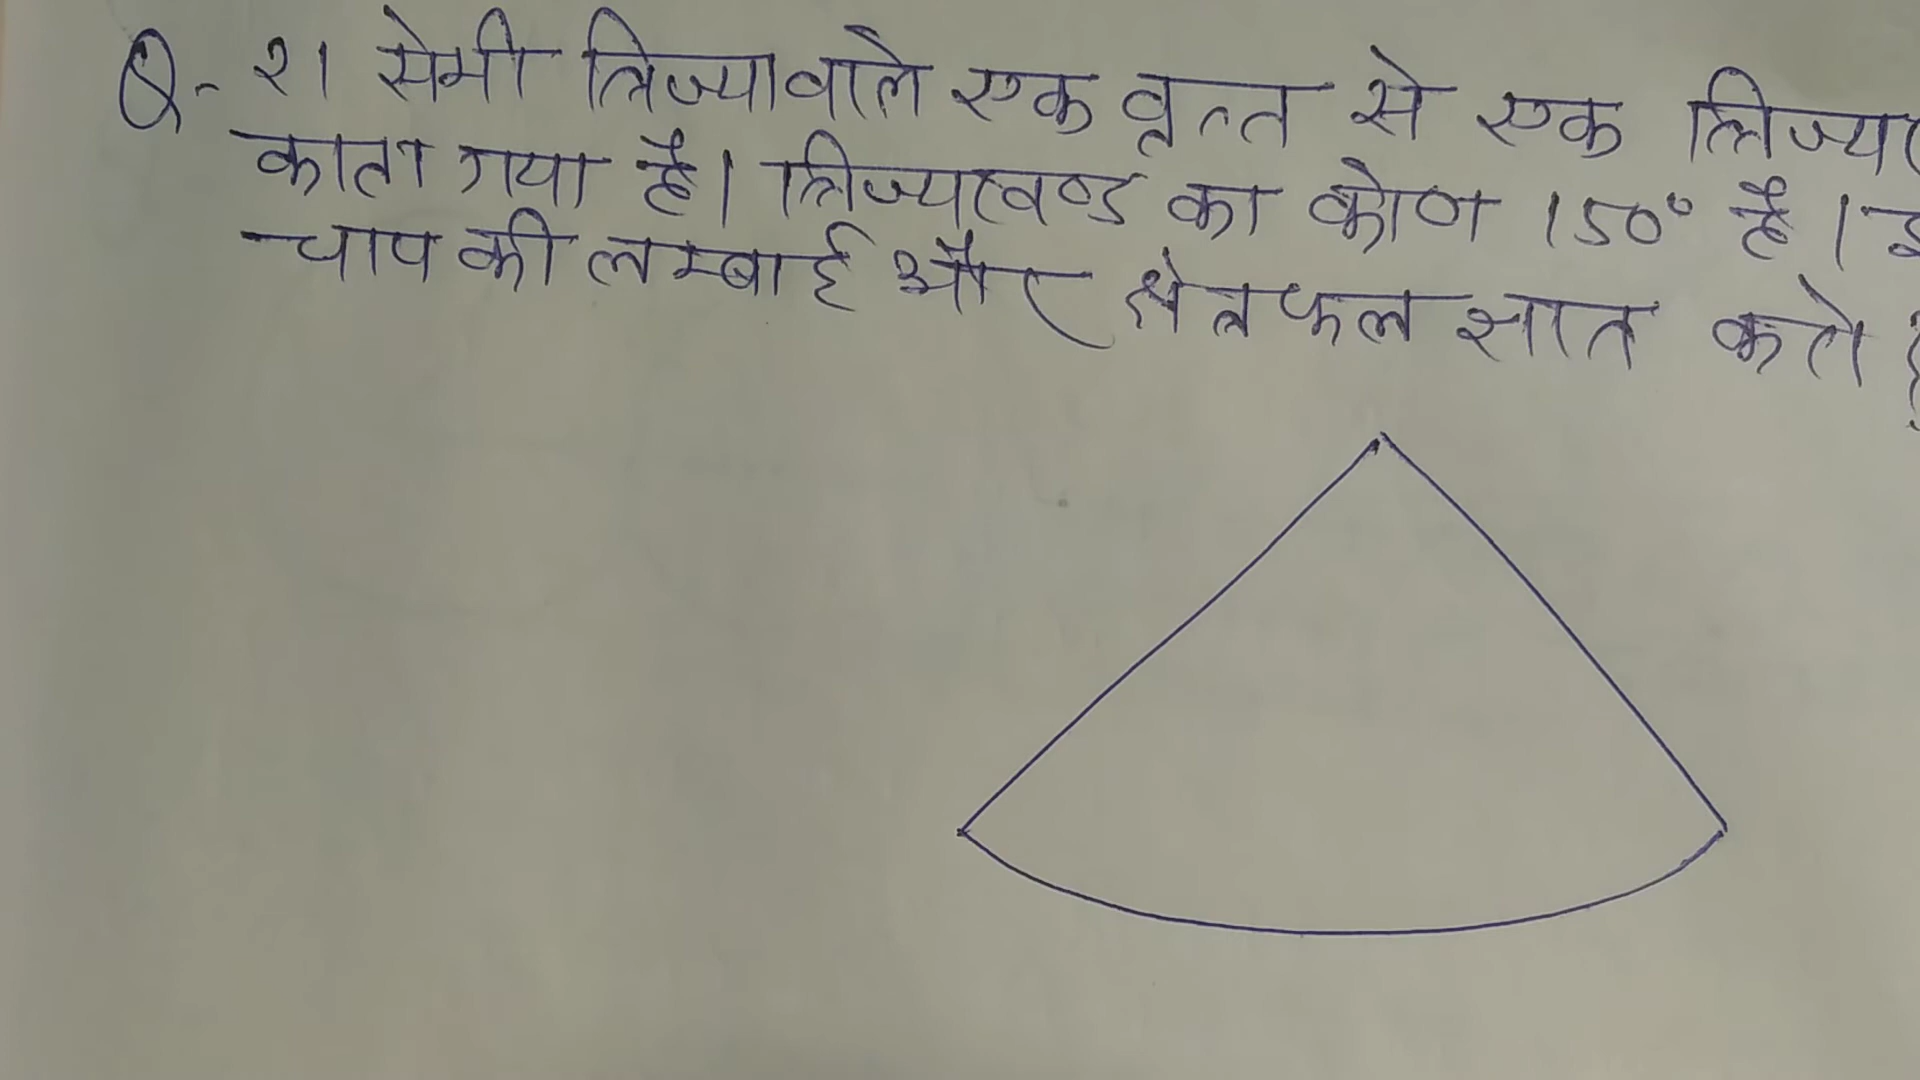 Q- २१ सेमी त्रिज्यावाले एक वृत्त से एक
काता गया है। त्रिज्यखण्ड का कोण 150° है।
चाप की लम्बाई और क्षेत्रफल ज्ञात करो